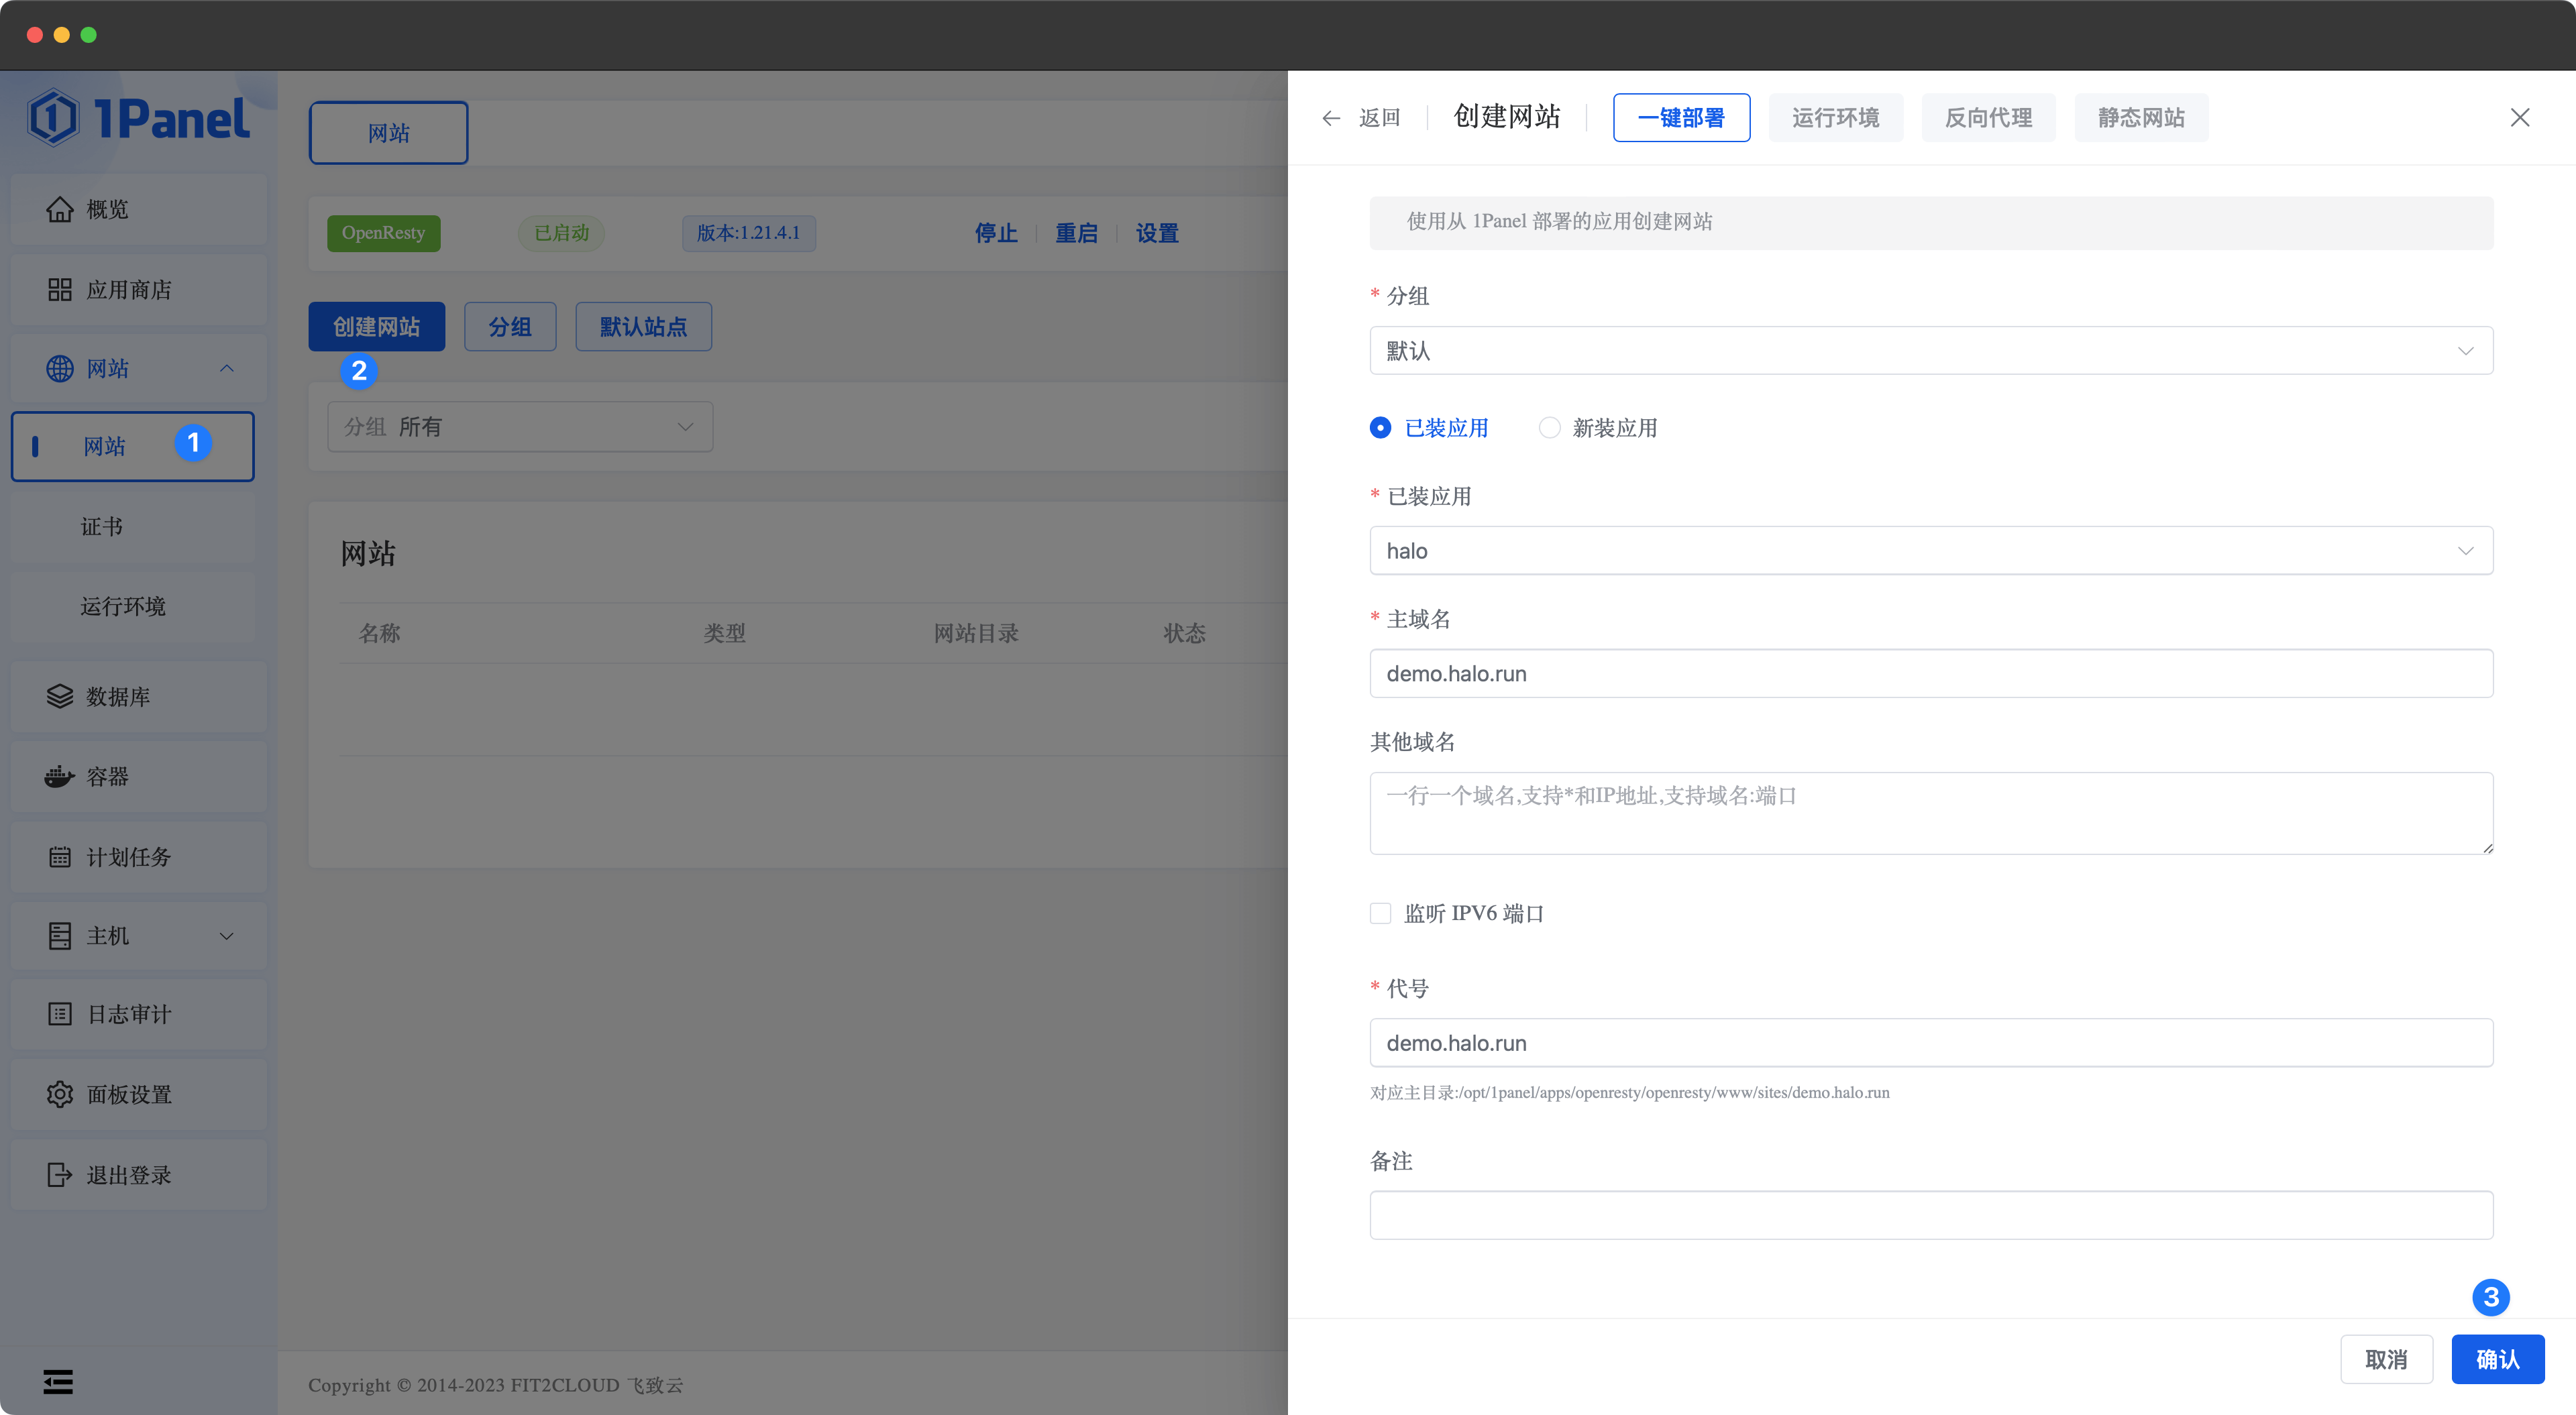 1Panel
概览
应用商店
网站
网站
1
证书
运行环境
数据库
容器
计划任务
主机
日志审计
面板设置
退出登录
网站
OpenResty
已启动
版本:1.21.4.1
停止
重启
设置
创建网站
分组
默认站点
2
分组 所有
网站
名称 类型 网站目录 状态
Copyright © 2014-2023 FIT2CLOUD 飞致云
返回
创建网站
一键部署
运行环境
反向代理
静态网站
使用从 1Panel 部署的应用创建网站
* 分组
默认
已装应用
新装应用
* 已装应用
halo
* 主域名
demo.halo.run
其他域名
一行一个域名,支持*和IP地址,支持域名:端口
监听 IPV6 端口
* 代号
demo.halo.run
对应主目录:/opt/1panel/apps/openresty/openresty/www/sites/demo.halo.run
备注
3
取消
确认